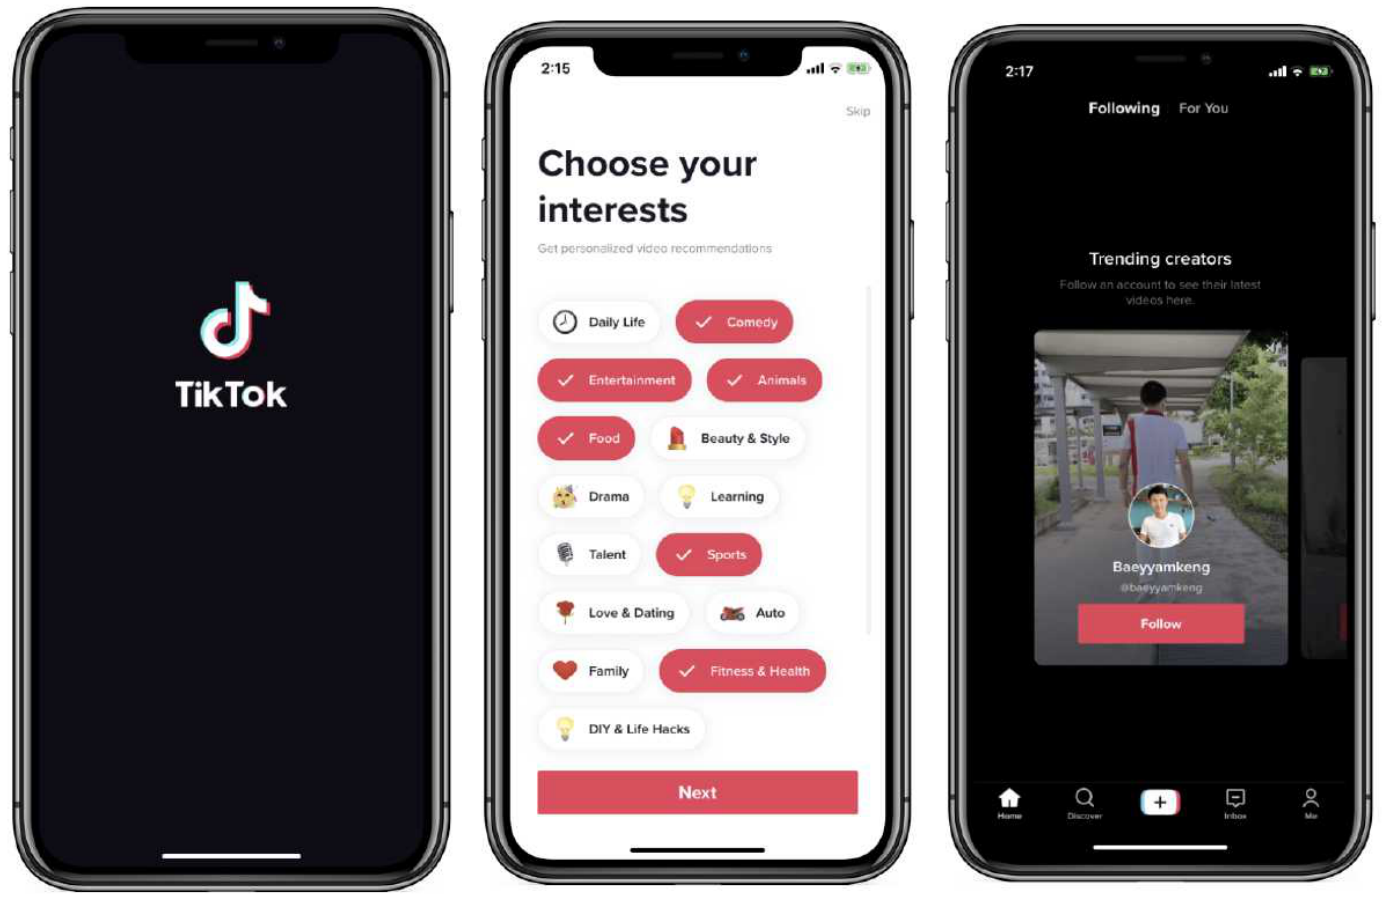 TikTok
2:15
Skip
Choose your
interests
Get personalized video recommendations
Daily Life
Comedy
Entertainment
Animals
Food
Beauty & Style
Drama
Learning
Talent
Sports
Love & Dating
Auto
Family
Fitness & Health
DIY & Life Hacks
Next
2:17
Following For You
Trending creators
Follow an account to see their latest
videos here.
Baeyyamkeng
@baeyyamkeng
Follow
Home
Discover
Inbox
Me